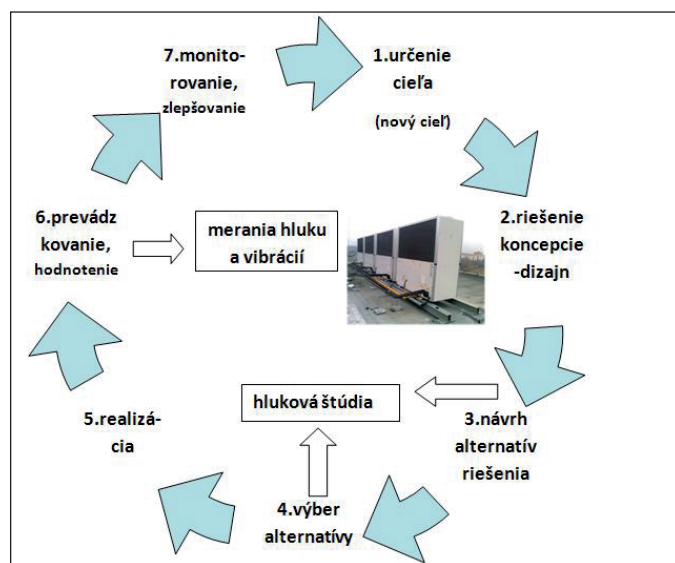 1.určenie
cieľa
(nový cieľ)
2.riešenie
koncepcie
-dizajn
3.návrh
alternatív
riešenia
4.výber
alternatívy
5.realizá-
cia
6.prevádz
kovanie,
hodnotenie
7.monito-
rovanie,
zlepšovanie
merania hluku
a vibrácií
hluková štúdia